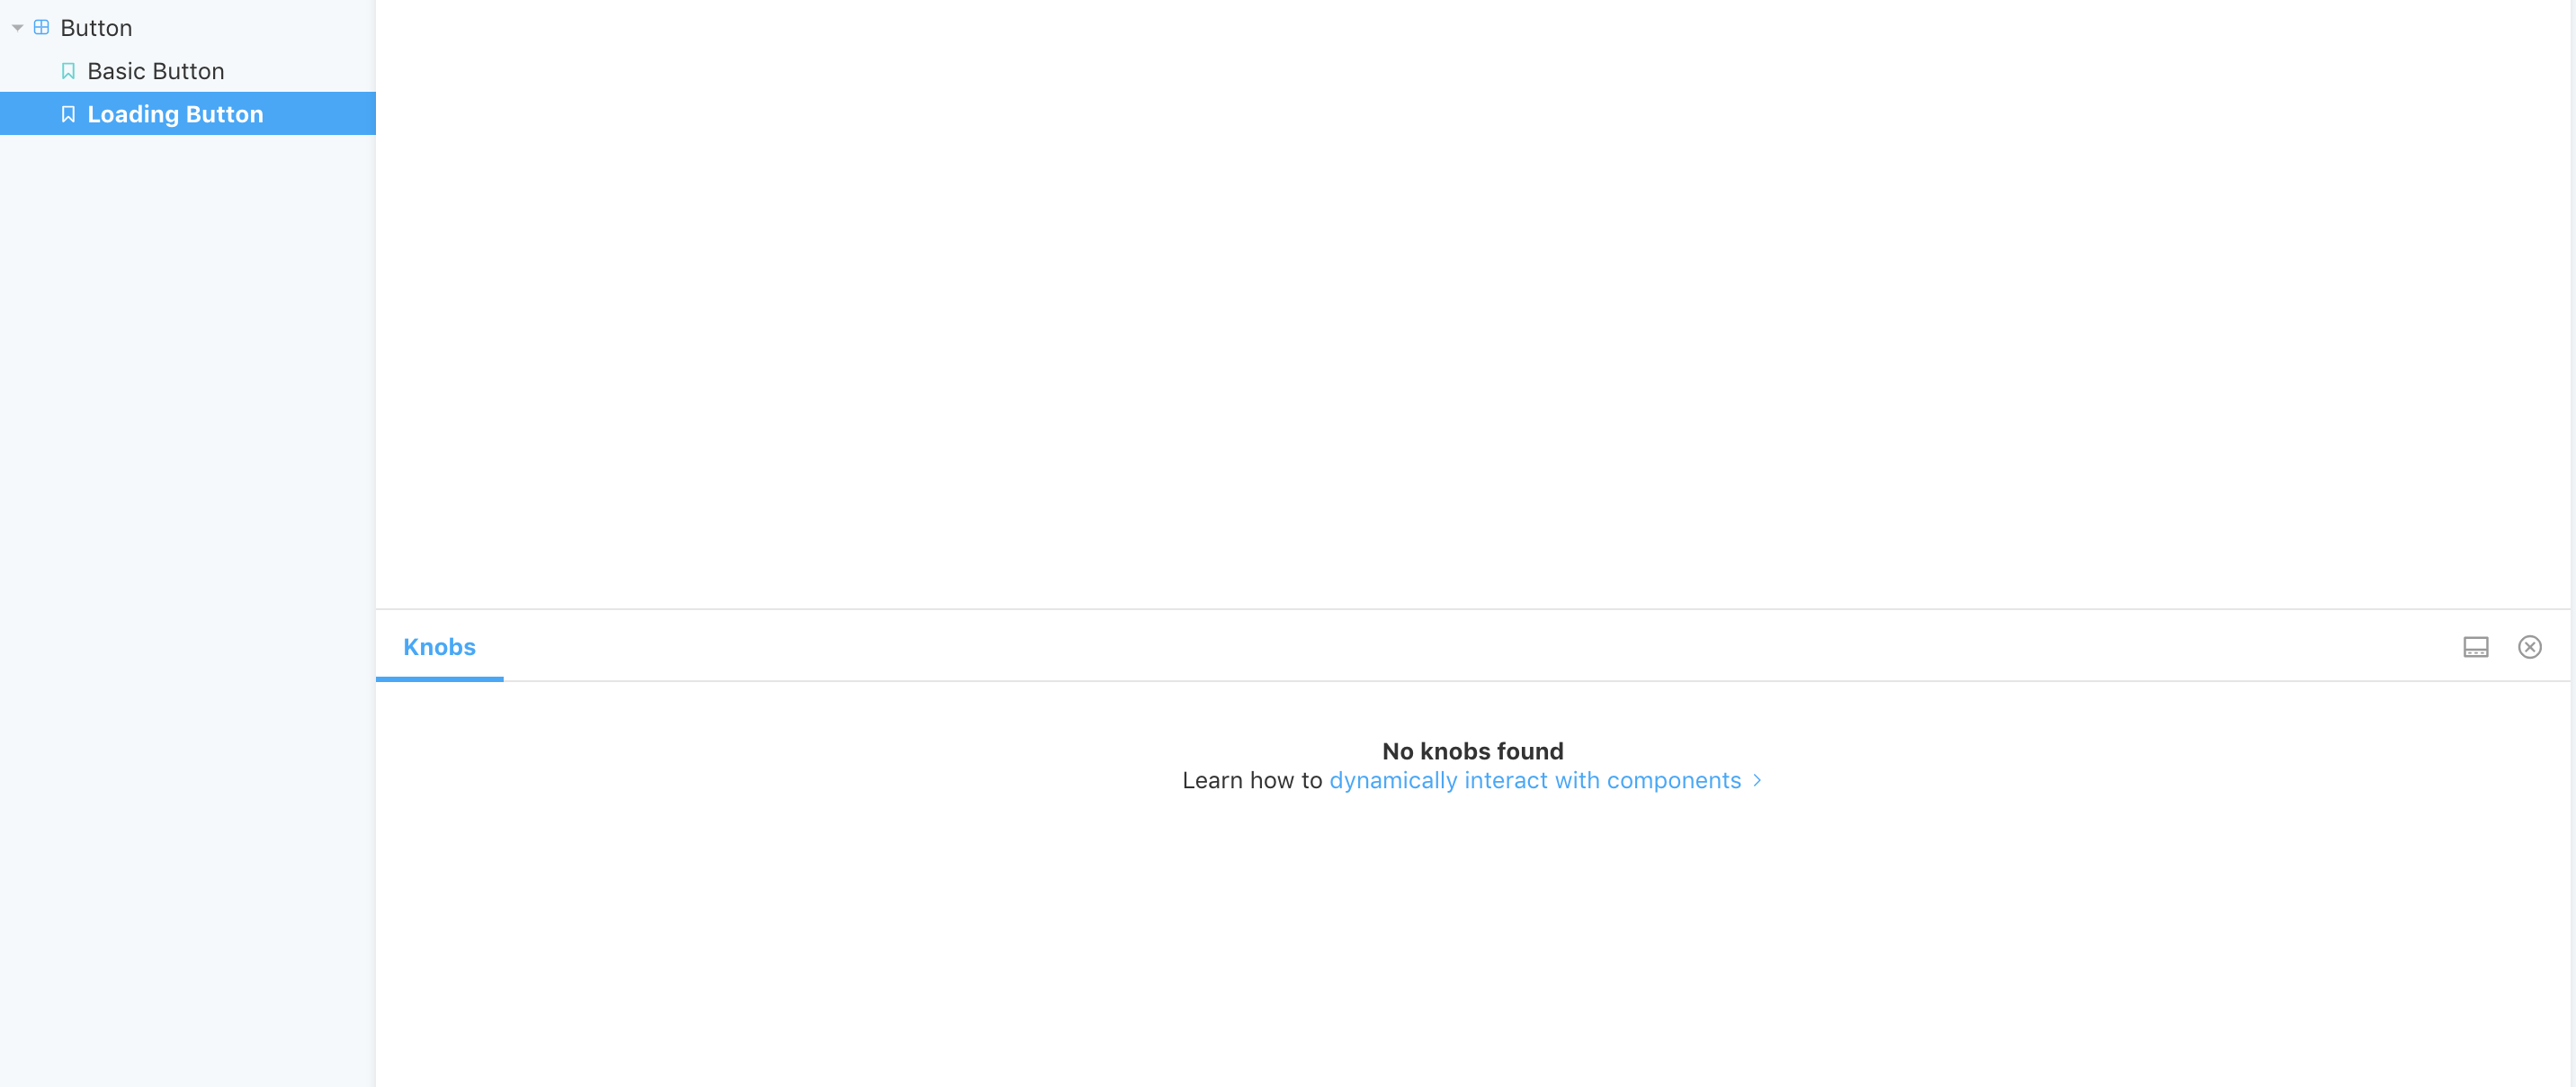 Button
Basic Button
Loading Button
Knobs
No knobs found
Learn how to dynamically interact with components